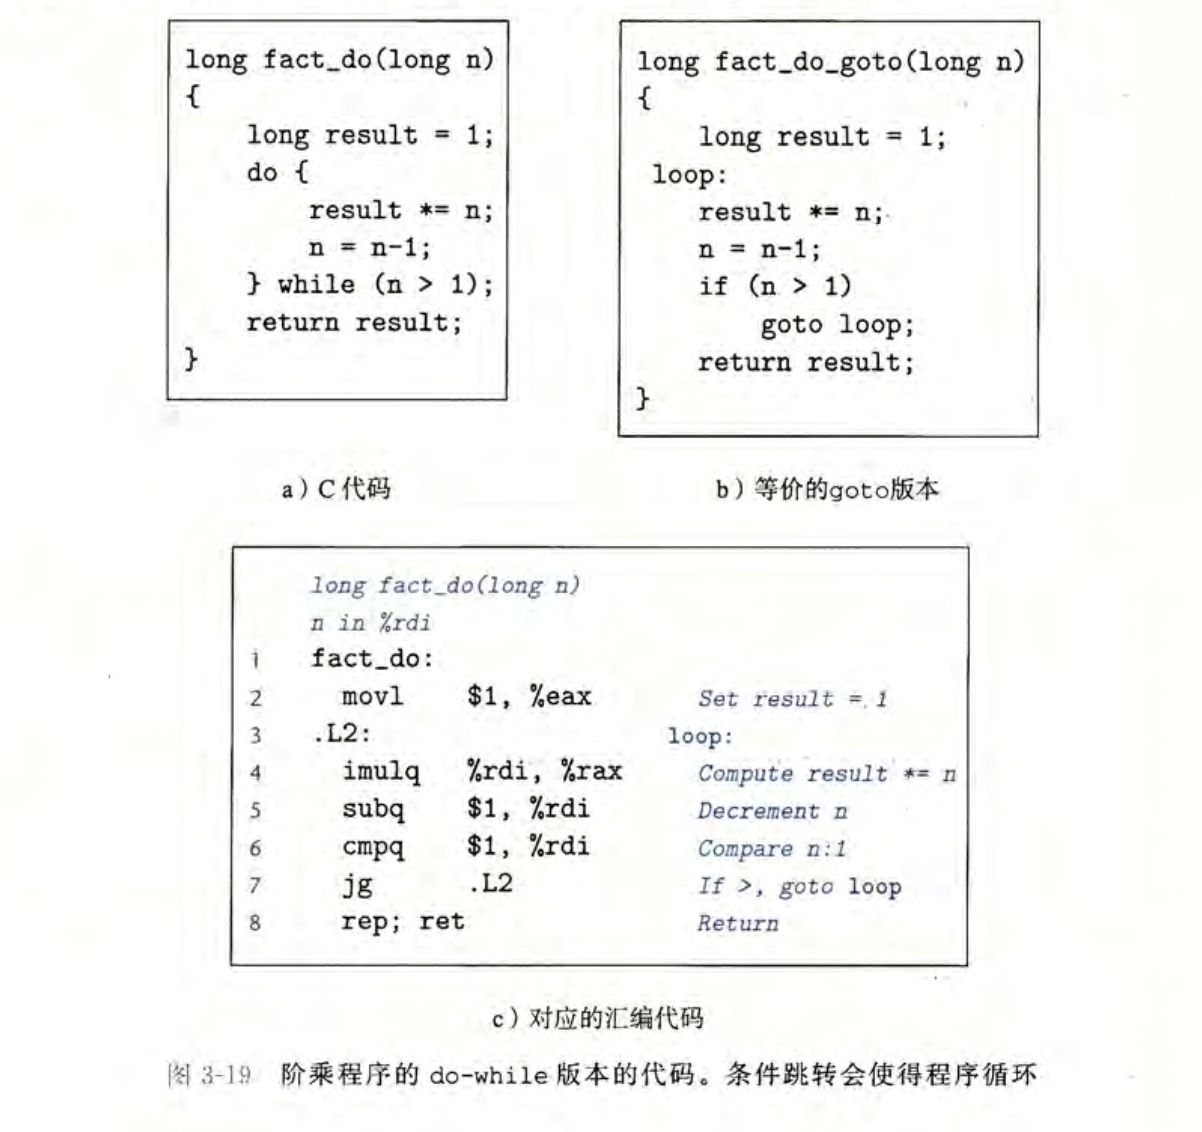 long fact_do(long n)
{
    long result = 1;
    do {
        result *= n;
        n = n-1;
    } while (n > 1);
    return result;
}
a) C 代码
long fact_do_goto(long n)
{
    long result = 1;
 loop:
    result *= n;
    n = n-1;
    if (n > 1)
        goto loop;
    return result;
}
b) 等价的goto版本
long fact_do(long n)
n in %rdi
1 fact_do:
2 movl $1, %eax Set result = 1
3 .L2: loop:
4 imulq %rdi, %rax Compute result *= n
5 subq $1, %rdi Decrement n
6 cmpq $1, %rdi Compare n:1
7 jg .L2 If >, goto loop
8 rep; ret Return
c) 对应的汇编代码
图 3-19 阶乘程序的 do-while 版本的代码。条件跳转会使得程序循环